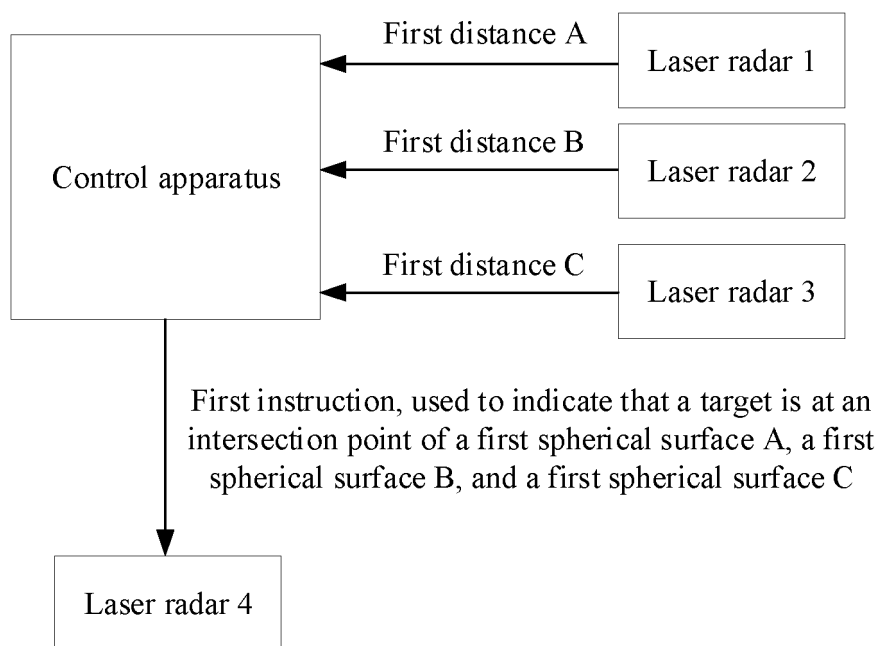 First distance A
Laser radar 1
First distance B
Control apparatus
Laser radar 2
First distance C
Laser radar 3
First instruction, used to indicate that a target is at an
intersection point of a first spherical surface A, a first
spherical surface B, and a first spherical surface C
Laser radar 4